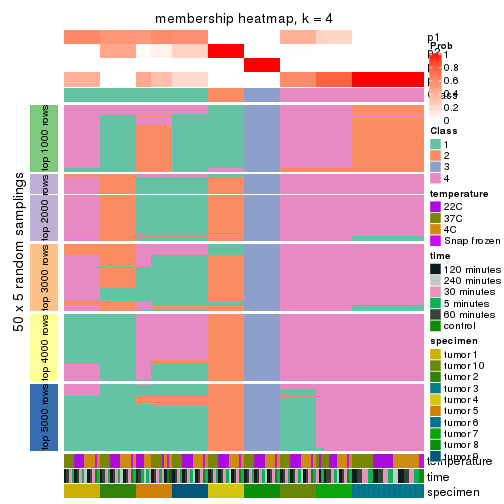 membership heatmap, k = 4
p1
p2
Prob
1
0.8
0.6
0.4
0.2
0
Class
1
2
3
4
temperature
22C
37C
4C
Snap frozen
time
120 minutes
240 minutes
30 minutes
5 minutes
60 minutes
control
specimen
tumor 1
tumor 10
tumor 2
tumor 3
tumor 4
tumor 5
tumor 6
tumor 7
tumor 8
tumor 9
50 x 5 random samplings
top 1000 rows
top 2000 rows
top 3000 rows
top 4000 rows
top 5000 rows
temperature
time
specimen